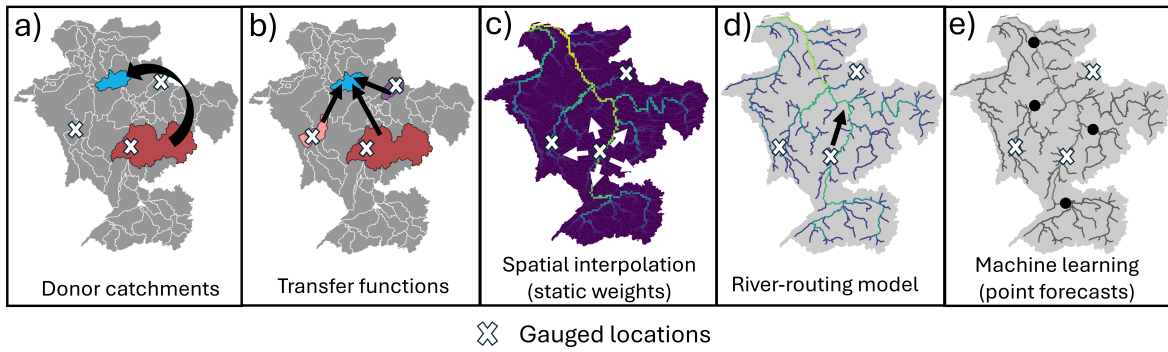 a)
b)
c)
d)
e)
Donor catchments
Transfer functions
Spatial interpolation
(static weights)
River-routing model
Machine learning
(point forecasts)
Gauged locations